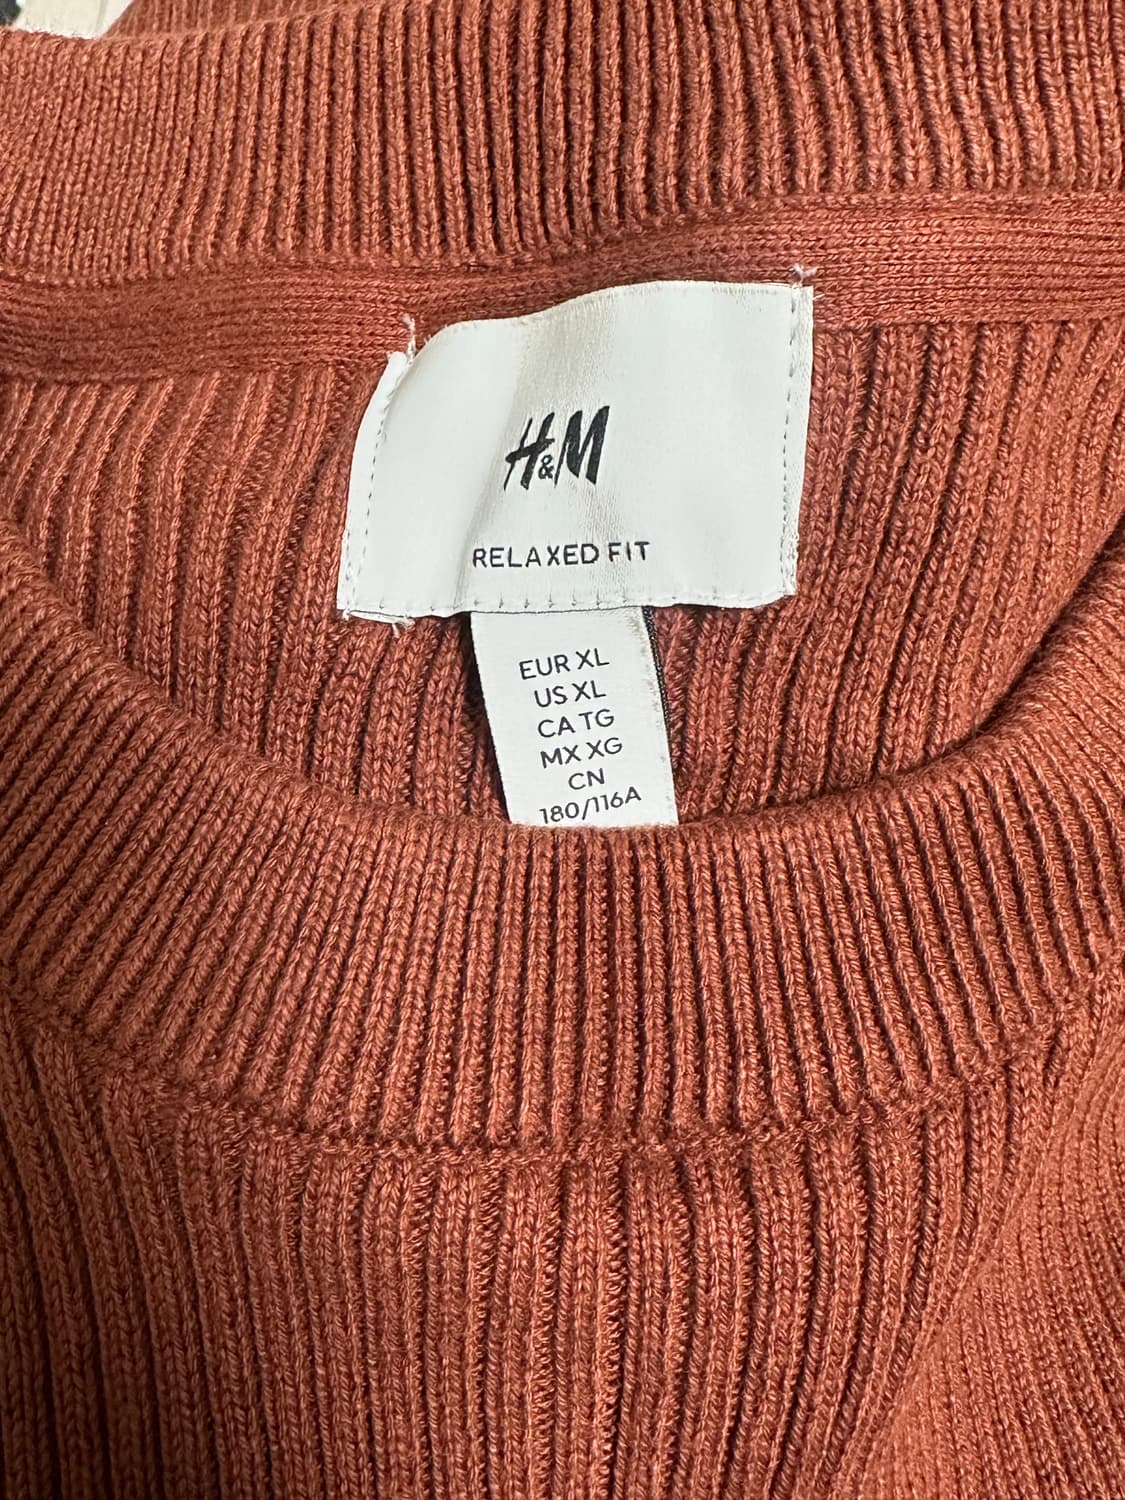 H&M
RELAXED FIT
EUR XL
US XL
CA TG
MX XG
CN
180/116A